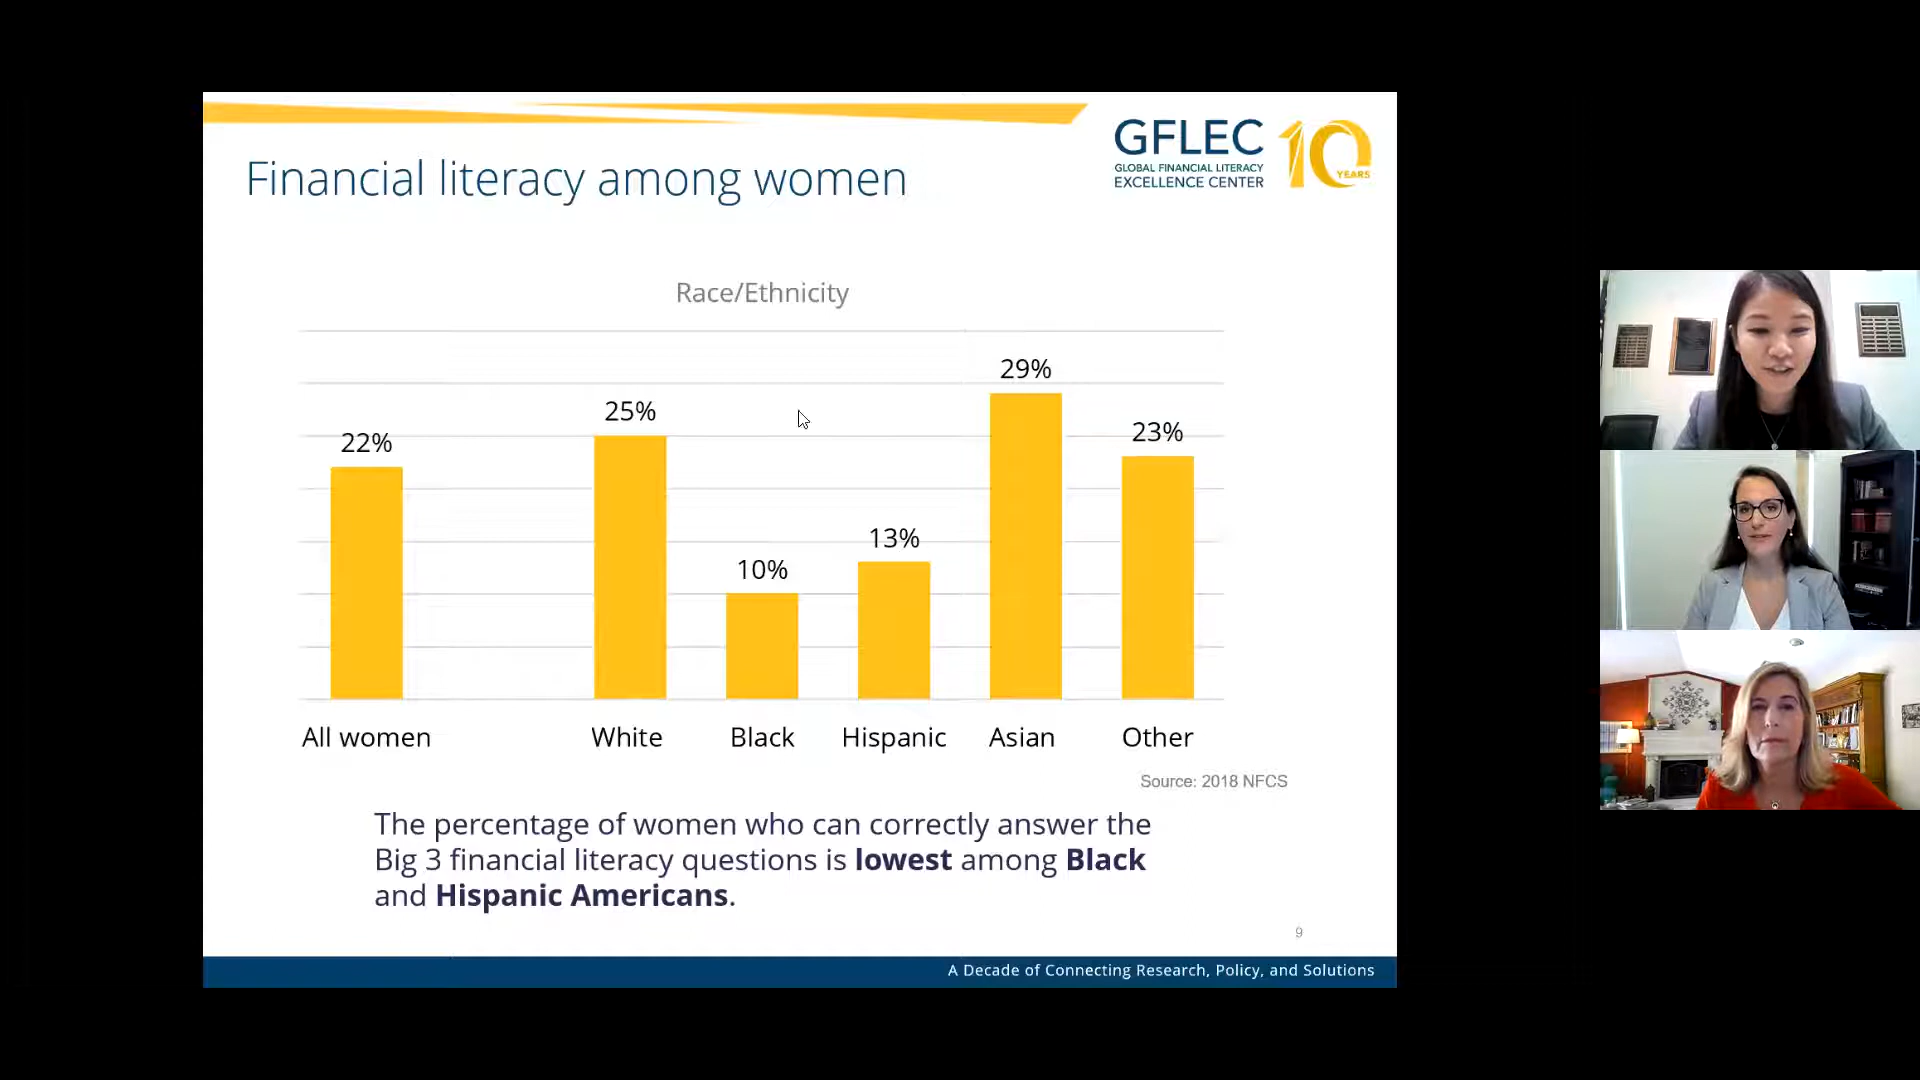 GFLEC
GLOBAL FINANCIAL LITERACY
EXCELLENCE CENTER
10
YEARS
Financial literacy among women
Race/Ethnicity
22%
25%
10%
13%
29%
23%
All women
White
Black
Hispanic
Asian
Other
Source: 2018 NFCS
The percentage of women who can correctly answer the
Big 3 financial literacy questions is lowest among Black
and Hispanic Americans.
9
A Decade of Connecting Research, Policy, and Solutions